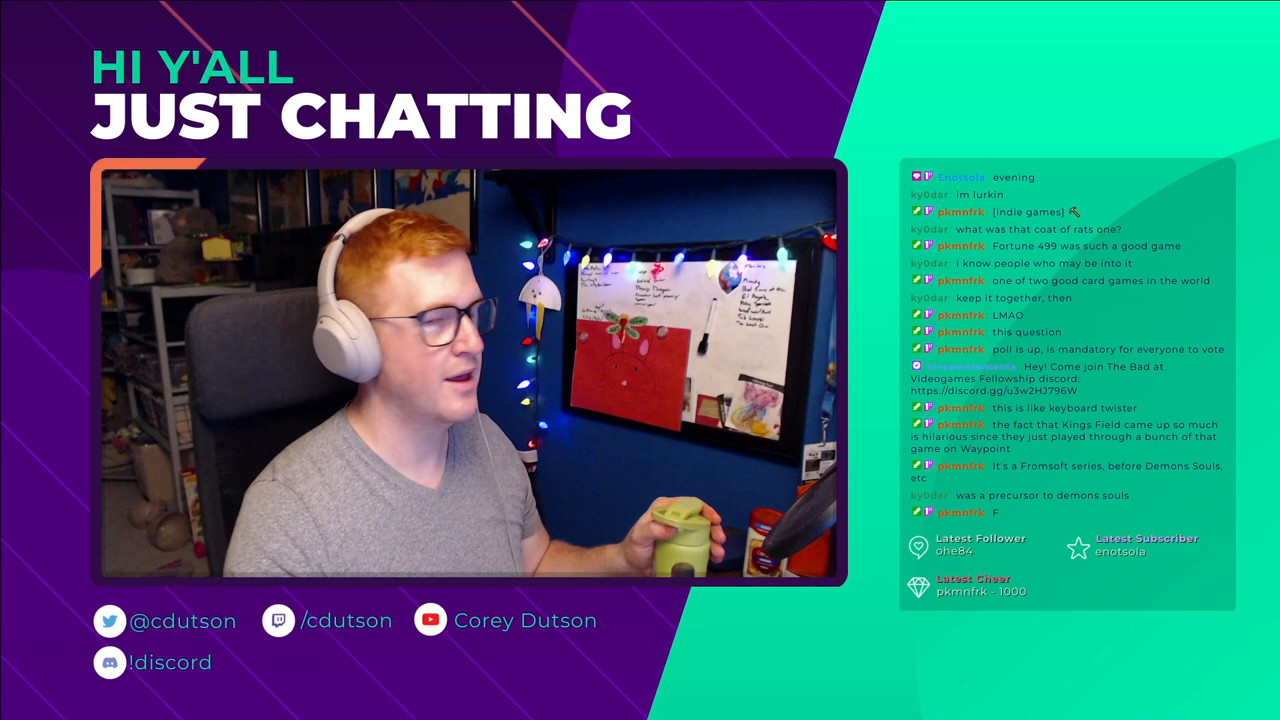 HI Y'ALL
JUST CHATTING
Enotsola evening
ky0dar im lurkin
pkmnfrk [indie games]
ky0dar what was that coat of rats one?
pkmnfrk Fortune 499 was such a good game
ky0dar i know people who may be into it
pkmnfrk one of two good card games in the world
ky0dar keep it together, then
pkmnfrk LMAO
pkmnfrk this question
pkmnfrk poll is up, is mandatory for everyone to vote
StreamElements Hey! Come join The Bad at
Videogames Fellowship discord:
https://discord.gg/u3w2HJ796W
pkmnfrk this is like keyboard twister
pkmnfrk the fact that Kings Field came up so much
is hilarious since they just played through a bunch of that
game on Waypoint
pkmnfrk It's a Fromsoft series, before Demons Souls,
etc
ky0dar was a precursor to demons souls
pkmnfrk F
Latest Follower
ohe84
Latest Subscriber
enotsola
Latest Cheer
pkmnfrk - 1000
@cdutson
/cdutson
Corey Dutson
!discord